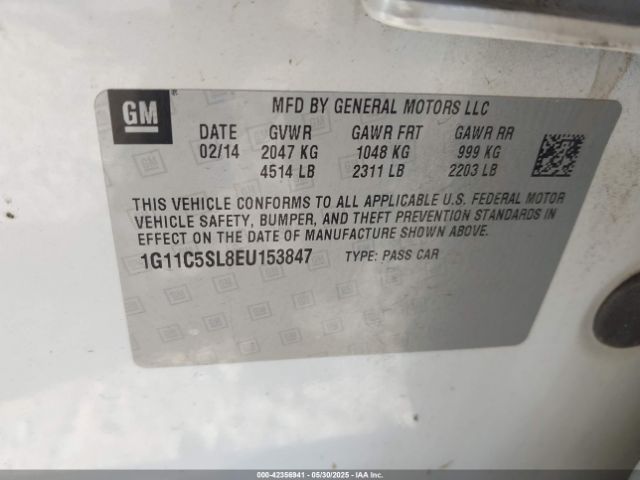 GM
MFD BY GENERAL MOTORS LLC
DATE GVWR GAWR FRT GAWR RR
02/14 2047 KG 1048 KG 999 KG
4514 LB 2311 LB 2203 LB
THIS VEHICLE CONFORMS TO ALL APPLICABLE U.S. FEDERAL MOTOR
VEHICLE SAFETY, BUMPER, AND THEFT PREVENTION STANDARDS IN
EFFECT ON THE DATE OF MANUFACTURE SHOWN ABOVE.
1G11C5SL8EU153847 TYPE: PASS CAR
000-42356941 - 05/30/2025 - IAAI.COM